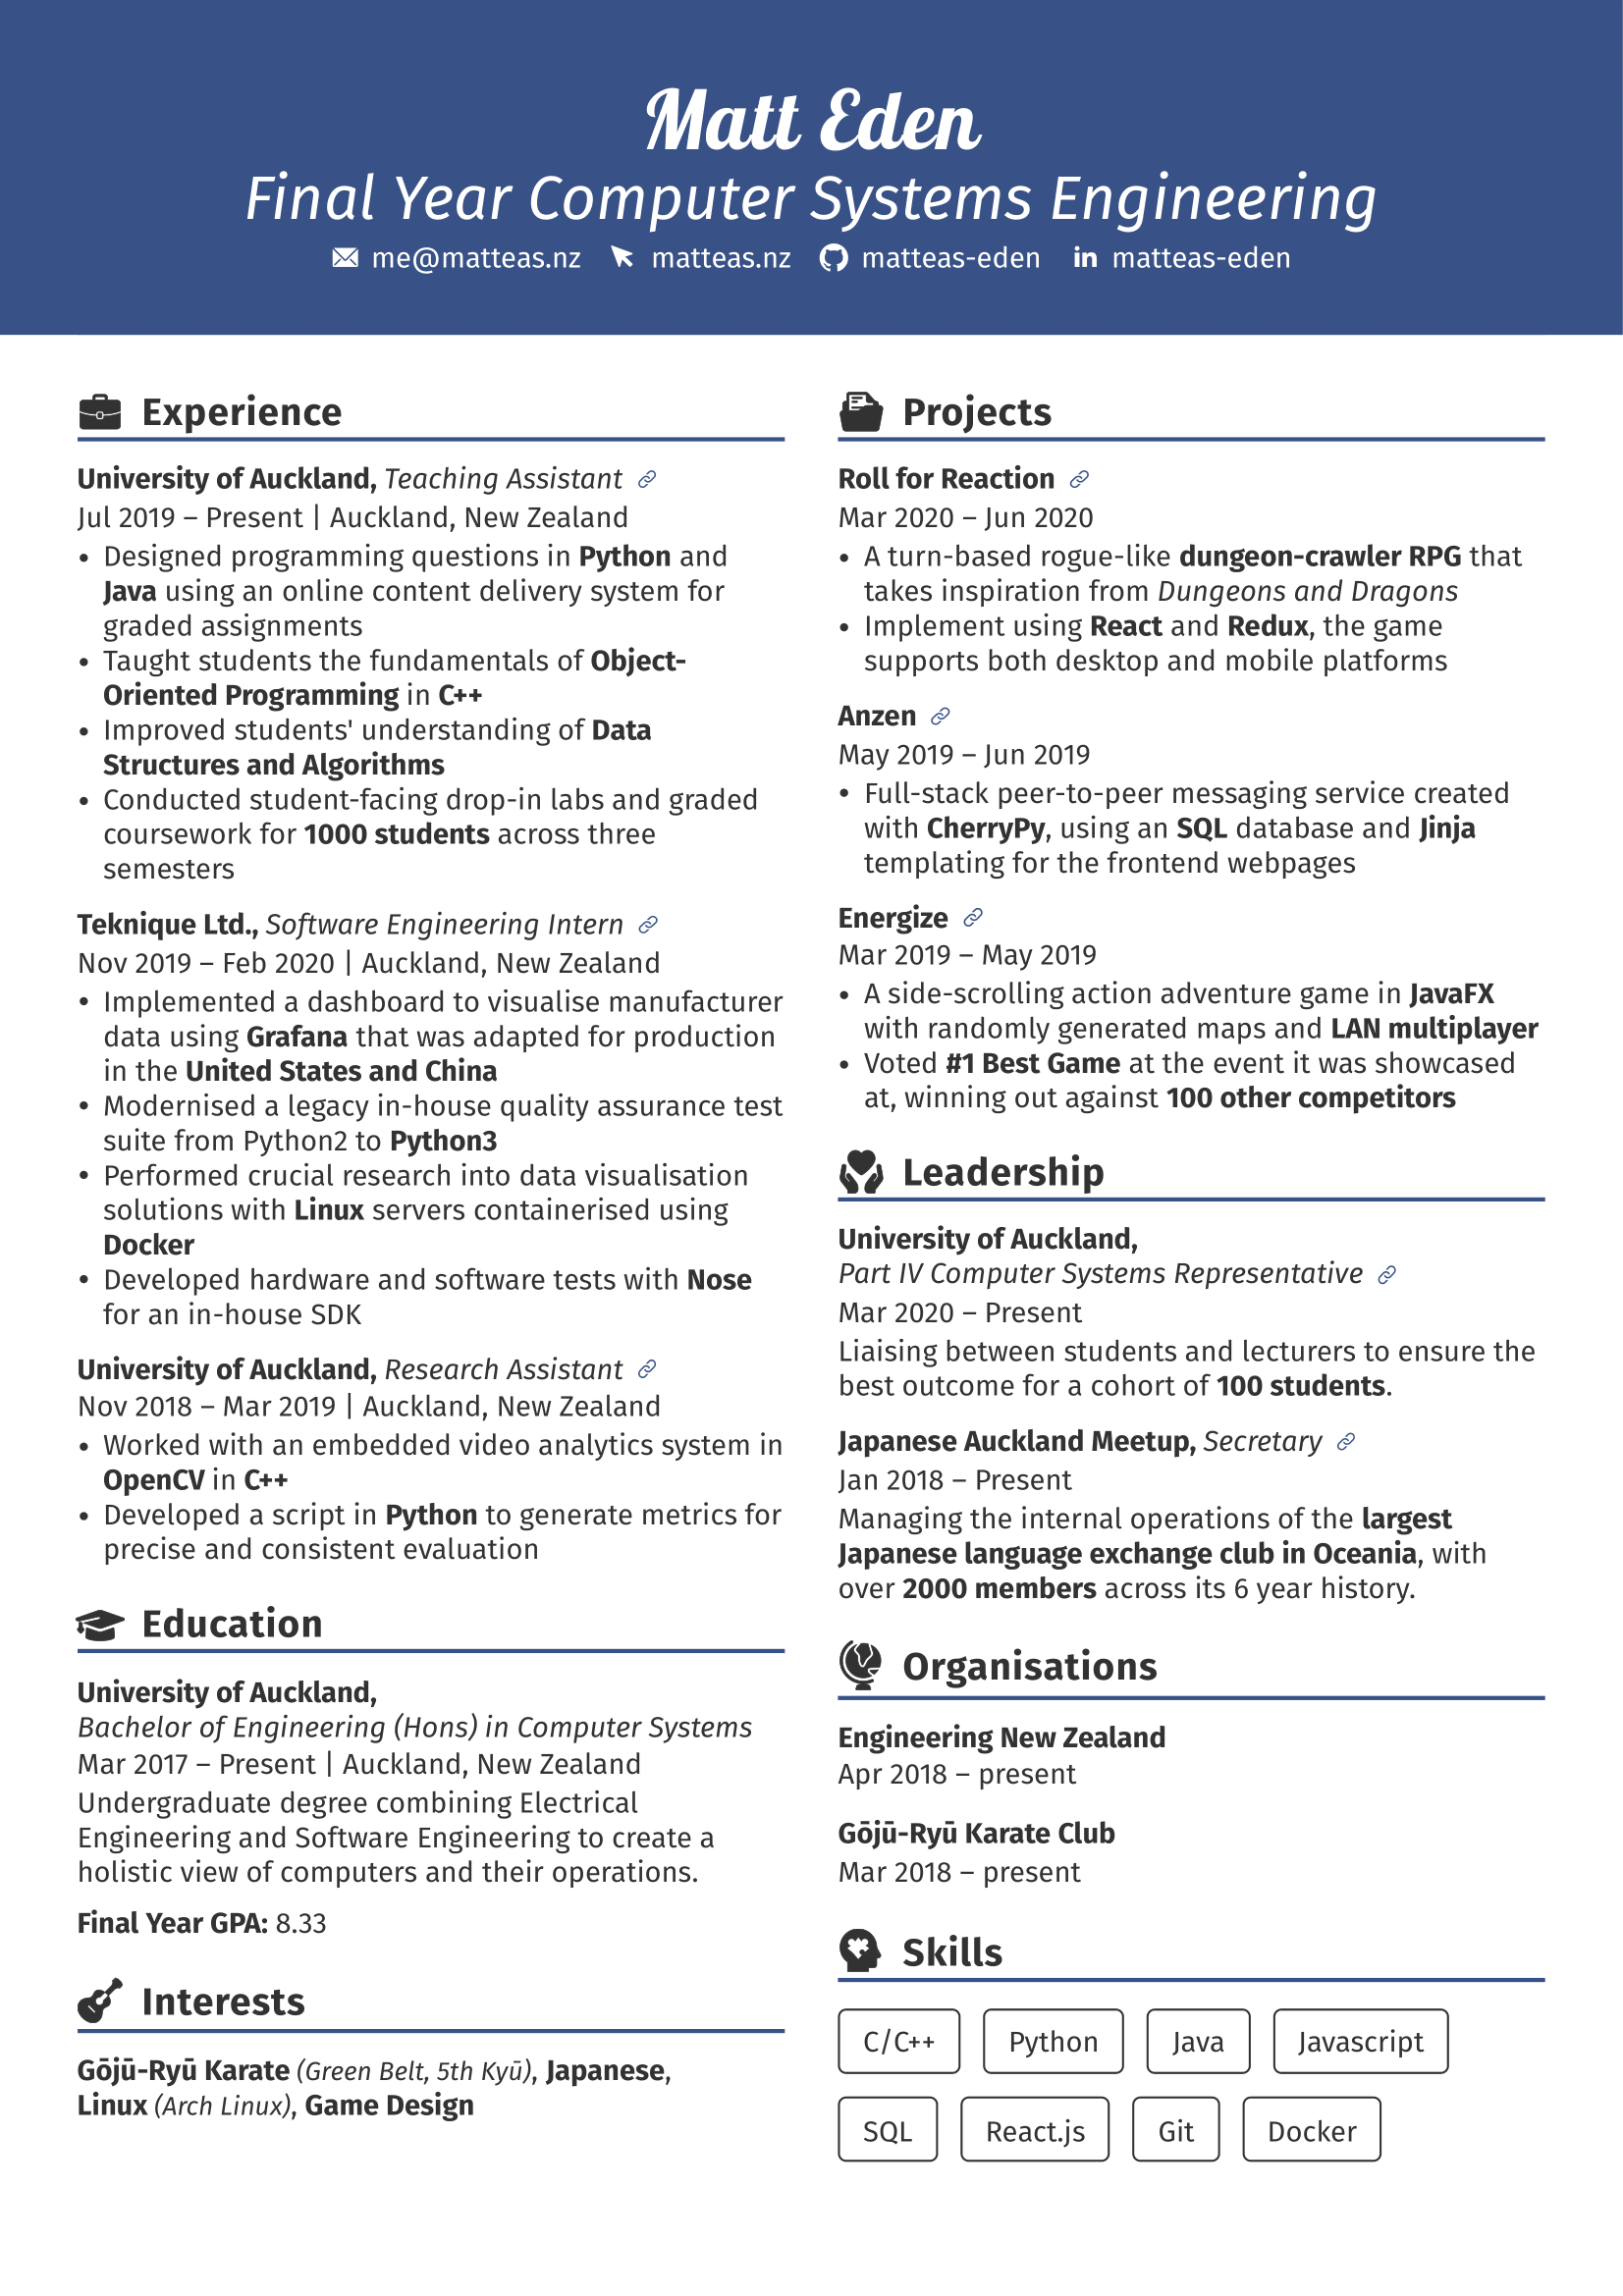 Matt Eden
Final Year Computer Systems Engineering
me@matteas.nz matteas.nz matteas-eden matteas-eden
Experience
University of Auckland, Teaching Assistant
Jul 2019 – Present | Auckland, New Zealand
• Designed programming questions in Python and
Java using an online content delivery system for
graded assignments
• Taught students the fundamentals of Object-
Oriented Programming in C++
• Improved students' understanding of Data
Structures and Algorithms
• Conducted student-facing drop-in labs and graded
coursework for 1000 students across three
semesters
Teknique Ltd., Software Engineering Intern
Nov 2019 – Feb 2020 | Auckland, New Zealand
• Implemented a dashboard to visualise manufacturer
data using Grafana that was adapted for production
in the United States and China
• Modernised a legacy in-house quality assurance test
suite from Python2 to Python3
• Performed crucial research into data visualisation
solutions with Linux servers containerised using
Docker
• Developed hardware and software tests with Nose
for an in-house SDK
University of Auckland, Research Assistant
Nov 2018 – Mar 2019 | Auckland, New Zealand
• Worked with an embedded video analytics system in
OpenCV in C++
• Developed a script in Python to generate metrics for
precise and consistent evaluation
Education
University of Auckland,
Bachelor of Engineering (Hons) in Computer Systems
Mar 2017 – Present | Auckland, New Zealand
Undergraduate degree combining Electrical
Engineering and Software Engineering to create a
holistic view of computers and their operations.
Final Year GPA: 8.33
Interests
Gōjū-Ryū Karate (Green Belt, 5th Kyū), Japanese,
Linux (Arch Linux), Game Design
Projects
Roll for Reaction
Mar 2020 – Jun 2020
• A turn-based rogue-like dungeon-crawler RPG that
takes inspiration from Dungeons and Dragons
• Implement using React and Redux, the game
supports both desktop and mobile platforms
Anzen
May 2019 – Jun 2019
• Full-stack peer-to-peer messaging service created
with CherryPy, using an SQL database and Jinja
templating for the frontend webpages
Energize
Mar 2019 – May 2019
• A side-scrolling action adventure game in JavaFX
with randomly generated maps and LAN multiplayer
• Voted #1 Best Game at the event it was showcased
at, winning out against 100 other competitors
Leadership
University of Auckland,
Part IV Computer Systems Representative
Mar 2020 – Present
Liaising between students and lecturers to ensure the
best outcome for a cohort of 100 students.
Japanese Auckland Meetup, Secretary
Jan 2018 – Present
Managing the internal operations of the largest
Japanese language exchange club in Oceania, with
over 2000 members across its 6 year history.
Organisations
Engineering New Zealand
Apr 2018 – present
Gōjū-Ryū Karate Club
Mar 2018 – present
Skills
C/C++ Python Java Javascript
SQL React.js Git Docker